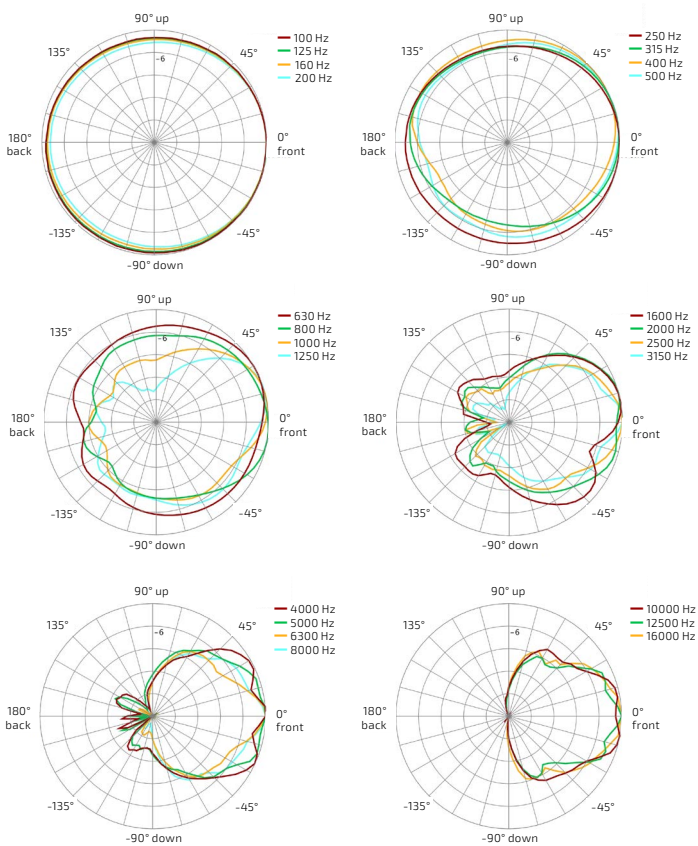 90° up
100 Hz
125 Hz
160 Hz
200 Hz
135°
45°
-6
180°
back
0°
front
-135°
-45°
-90° down
90° up
250 Hz
315 Hz
400 Hz
500 Hz
135°
45°
-6
180°
back
0°
front
-135°
-45°
-90° down
90° up
630 Hz
800 Hz
1000 Hz
1250 Hz
135°
45°
-6
180°
back
0°
front
-135°
-45°
-90° down
90° up
1600 Hz
2000 Hz
2500 Hz
3150 Hz
135°
45°
-6
180°
back
0°
front
-135°
-45°
-90° down
90° up
4000 Hz
5000 Hz
6300 Hz
8000 Hz
135°
45°
-6
180°
back
0°
front
-135°
-45°
-90° down
90° up
10000 Hz
12500 Hz
16000 Hz
135°
45°
-6
180°
back
0°
front
-135°
-45°
-90° down